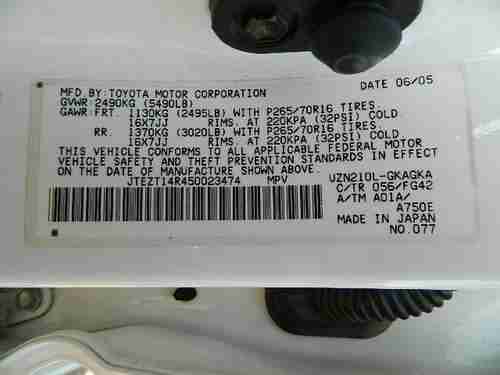 MFD.BY:TOYOTA MOTOR CORPORATION DATE 06/05
GVWR:2490KG (5490LB)
GAWR:FRT. 1130KG (2495LB) WITH P265/70R16 TIRES,
16X7JJ RIMS, AT 220KPA (32PSI) COLD
RR. 1370KG (3020LB) WITH P265/70R16 TIRES,
16X7JJ RIMS, AT 220KPA (32PSI) COLD
THIS VEHICLE CONFORMS TO ALL APPLICABLE FEDERAL MOTOR
VEHICLE SAFETY AND THEFT PREVENTION STANDARDS IN EFFECT
ON THE DATE OF MANUFACTURE SHOWN ABOVE.
JTEZT14R450023474 MPV UZN210L-GKAGKA
C/TR 056/FG42
A/TM A01A/
A750E
MADE IN JAPAN
NO.077